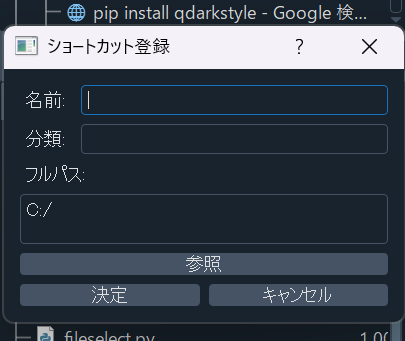 pip install qdarkstyle - Google 検...
ショートカット登録
?
名前:
分類:
フルパス:
C:/
参照
決定 キャンセル
fileselect.py 1.00